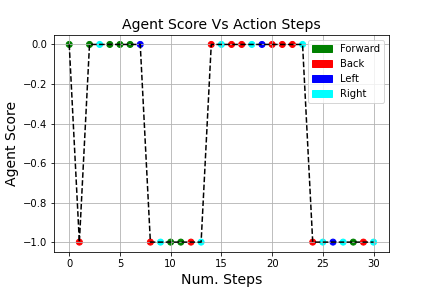 Agent Score Vs Action Steps
Agent Score
0.0
−0.2
−0.4
−0.6
−0.8
−1.0
Forward
Back
Left
Right
0 5 10 15 20 25 30
Num. Steps